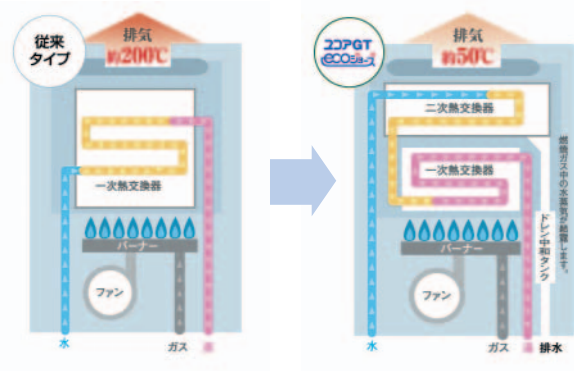 従来
タイプ
排気
約200℃
一次熱交換器
バーナー
ファン
水
ガス
湯
ユコアGT
ecoジョーズ
排気
約50℃
二次熱交換器
一次熱交換器
バーナー
ファン
燃焼ガス中の水蒸気が結露します。
ドレン中和タンク
水
ガス
湯
排水